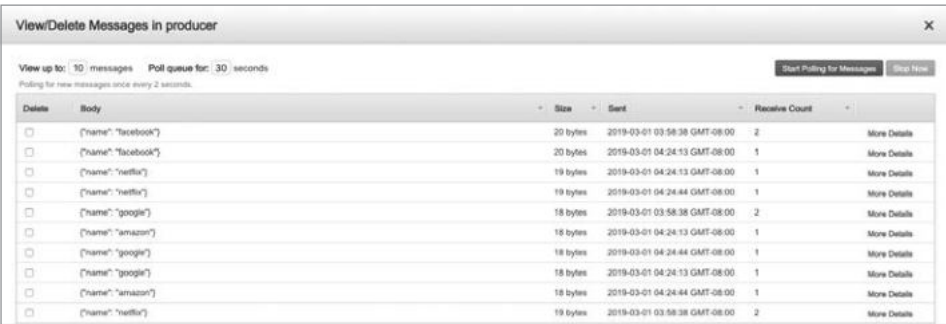 View/Delete Messages in producer ×
View up to: 10 messages Poll queue for: 30 seconds Start Polling for Messages Stop Now
Polling for new messages once every 2 seconds.
Delete Body Size Sent Receive Count
{"name": "facebook"} 20 bytes 2019-03-01 03:58:38 GMT-08:00 2 More Details
{"name": "facebook"} 20 bytes 2019-03-01 04:24:13 GMT-08:00 1 More Details
{"name": "netflix"} 19 bytes 2019-03-01 04:24:13 GMT-08:00 1 More Details
{"name": "netflix"} 19 bytes 2019-03-01 04:24:44 GMT-08:00 1 More Details
{"name": "google"} 18 bytes 2019-03-01 03:58:38 GMT-08:00 2 More Details
{"name": "amazon"} 18 bytes 2019-03-01 04:24:13 GMT-08:00 1 More Details
{"name": "google"} 18 bytes 2019-03-01 04:24:44 GMT-08:00 1 More Details
{"name": "google"} 18 bytes 2019-03-01 04:24:13 GMT-08:00 1 More Details
{"name": "amazon"} 18 bytes 2019-03-01 04:24:44 GMT-08:00 1 More Details
{"name": "netflix"} 19 bytes 2019-03-01 03:58:38 GMT-08:00 2 More Details